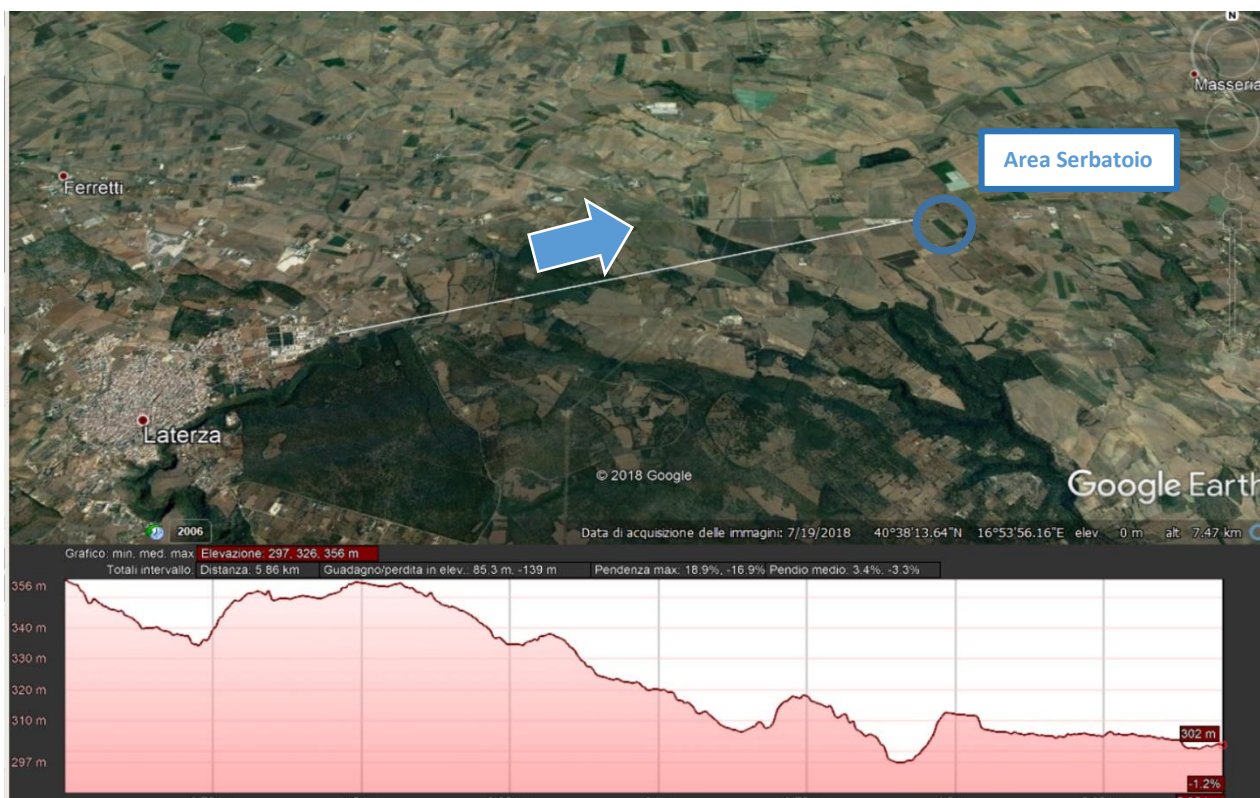 N
Masseria
Area Serbatoio
Ferretti
Laterza
© 2018 Google
Google Earth
2006
Data di acquisizione delle immagini: 7/19/2018 40°38'13.64"N 16°53'56.16"E elev 0 m alt 7.47 km
Grafico: min, med. max Elevazione: 297, 326, 356 m
Totali intervallo: Distanza: 5.86 km Guadagno/perdita in elev.: 85.3 m, -139 m Pendenza max: 18.9%, -16.9% Pendio medio: 3.4%, -3.3%
356 m
340 m
330 m
320 m
310 m
302 m
297 m
-1.2%